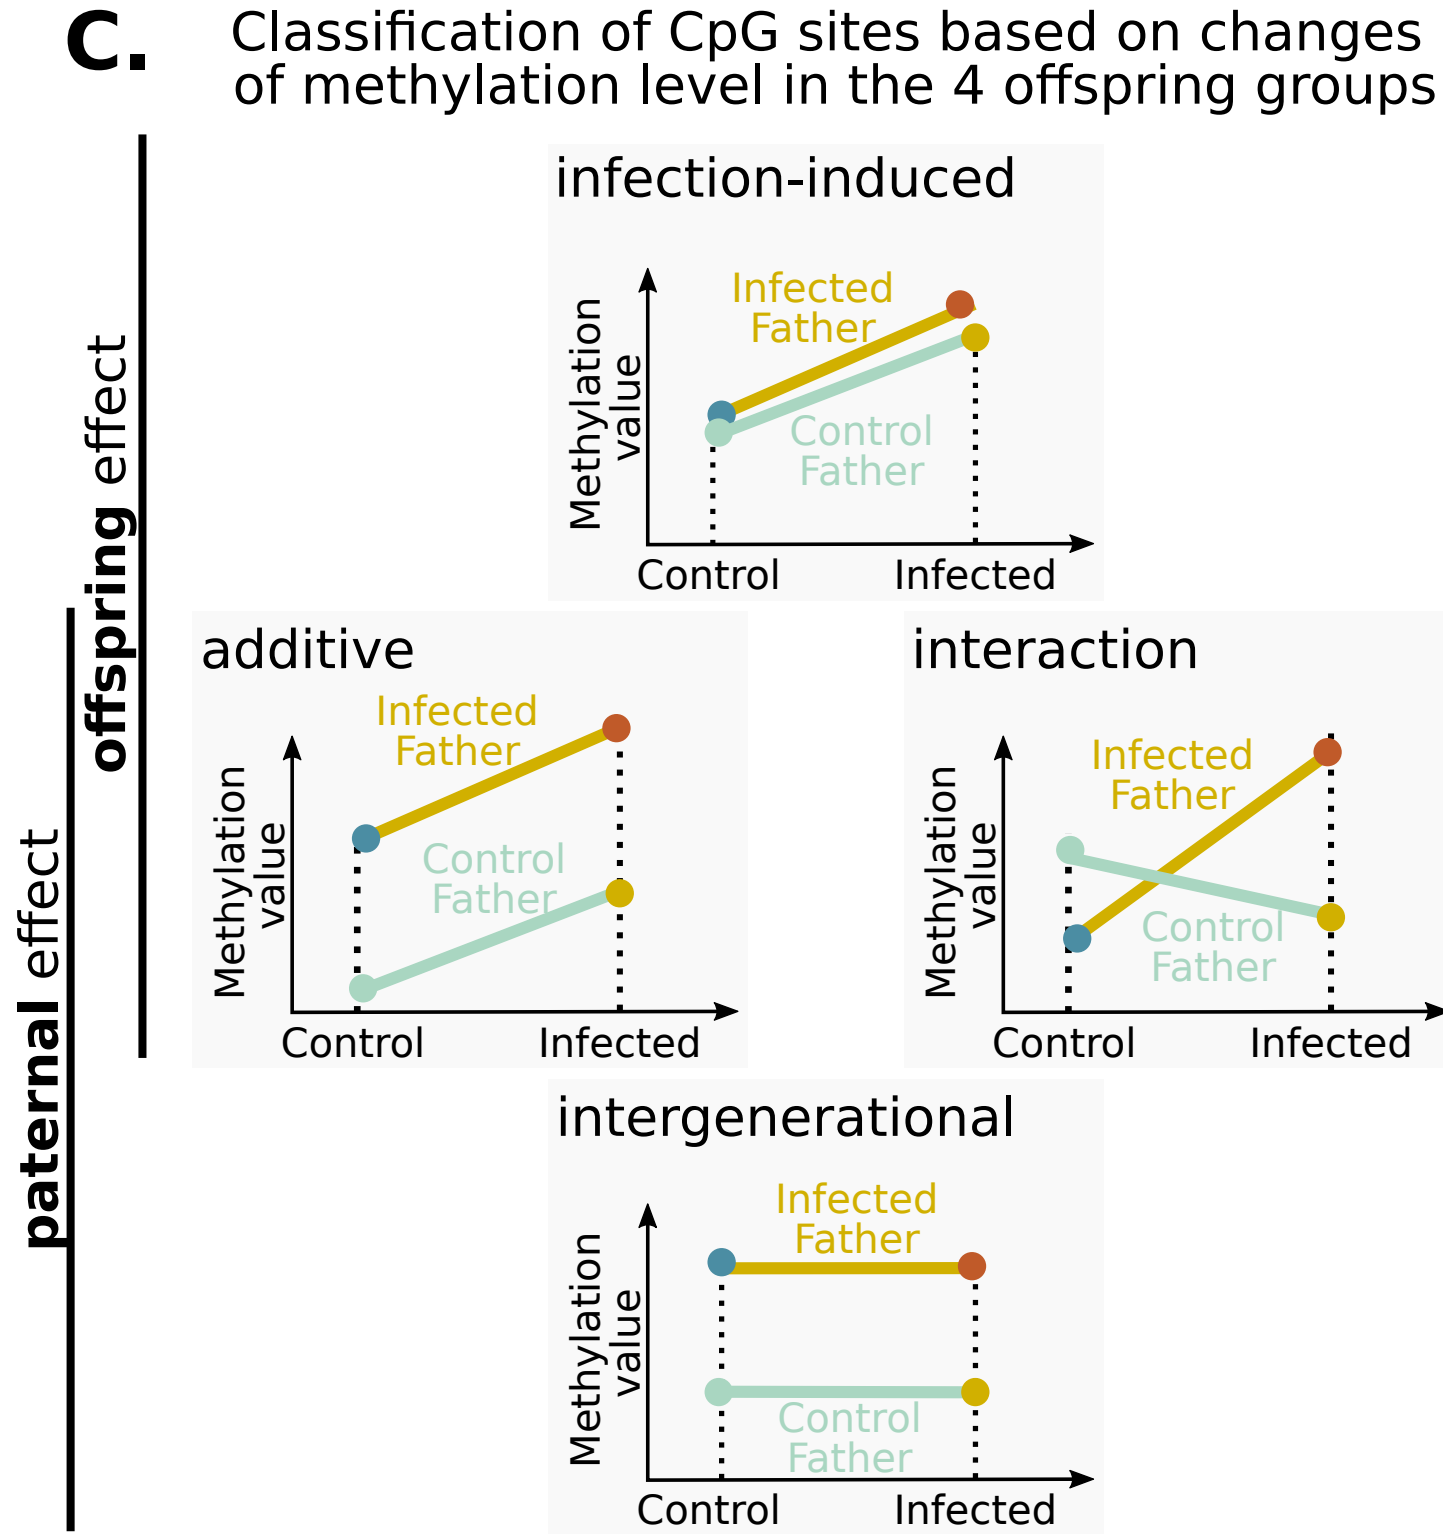 C.
Classification of CpG sites based on changes
of methylation level in the 4 offspring groups
offspring effect
paternal effect
infection-induced
Methylation
value
Infected
Father
Control
Father
Control
Infected
additive
Methylation
value
Infected
Father
Control
Father
Control
Infected
interaction
Methylation
value
Infected
Father
Control
Father
Control
Infected
intergenerational
Methylation
value
Infected
Father
Control
Father
Control
Infected